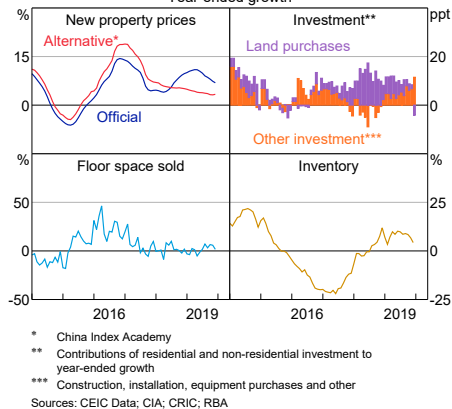 Year-ended growth
% New property prices Investment** ppt
Alternative* Land purchases
15 20
0 0
Official
Other investment***
% Floor space sold Inventory %
50 25
0 0
-50 -25
2016 2019 2016 2019
* China Index Academy
** Contributions of residential and non-residential investment to
year-ended growth
*** Construction, installation, equipment purchases and other
Sources: CEIC Data; CIA; CRIC; RBA